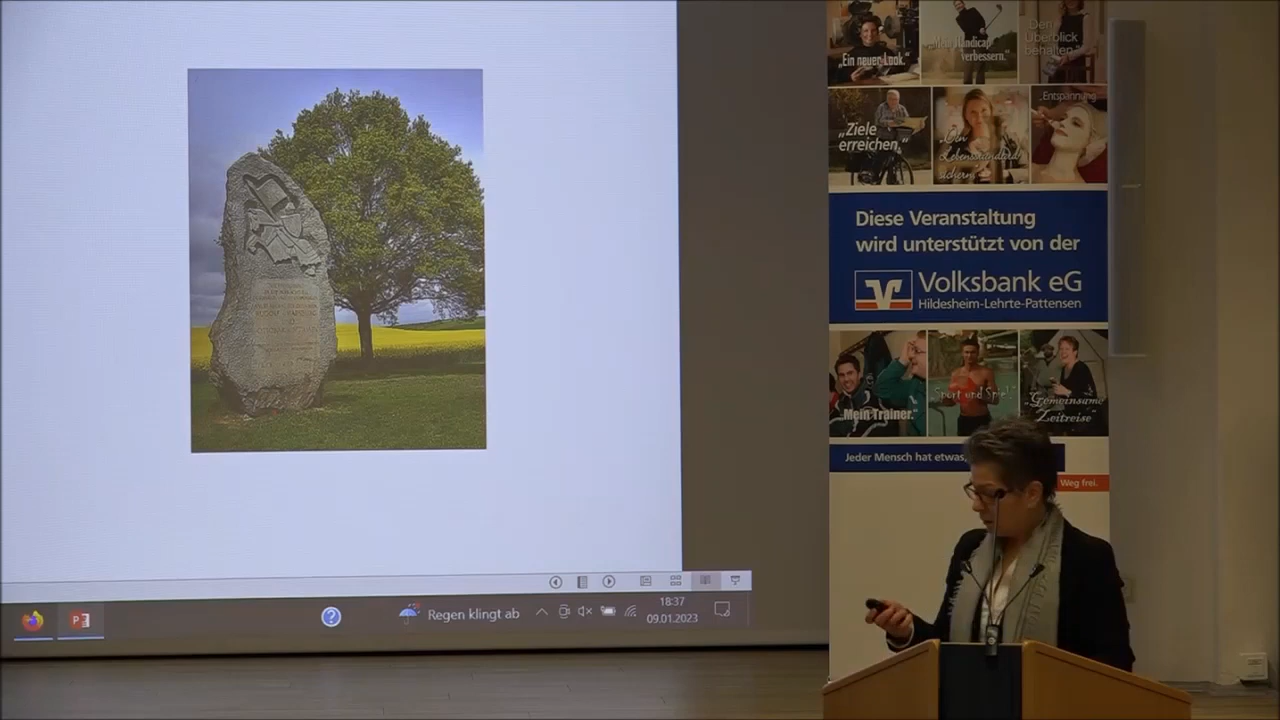 „Ein neuer Look.“
„Mein Handicap
verbessern.“
Den
Überblick
behalten.“
„Ziele
erreichen.“
„Den
Lebensstandard
sichern.“
„Entspannung
Diese Veranstaltung
wird unterstützt von der
Volksbank eG
Hildesheim-Lehrte-Pattensen
Mein Trainer.“
„Sport und Spiel.“
„Gemeinsame
Zeitreise“
Jeder Mensch hat etwas,
Weg frei.
Regen klingt ab
18:37
09.01.2023